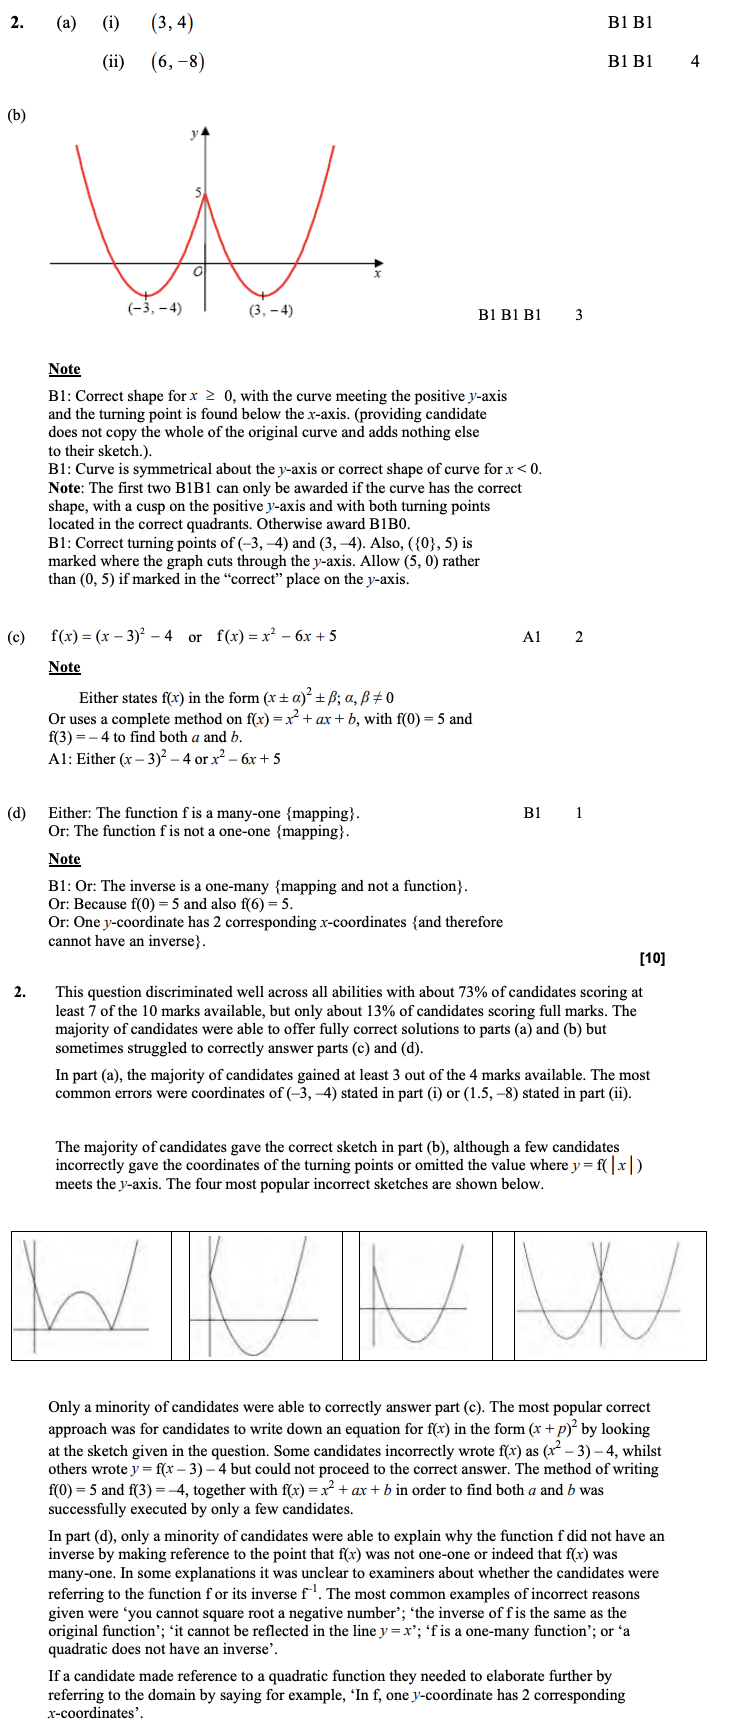 2. (a) (i) (3, 4) B1 B1
(ii) (6, −8) B1 B1 4
(b)
y
5
O
x
(−3, −4) (3, −4)
B1 B1 B1 3
Note
B1: Correct shape for x ≥ 0, with the curve meeting the positive y-axis
and the turning point is found below the x-axis. (providing candidate
does not copy the whole of the original curve and adds nothing else
to their sketch.).
B1: Curve is symmetrical about the y-axis or correct shape of curve for x < 0.
Note: The first two B1B1 can only be awarded if the curve has the correct
shape, with a cusp on the positive y-axis and with both turning points
located in the correct quadrants. Otherwise award B1B0.
B1: Correct turning points of (−3, −4) and (3, −4). Also, ({0}, 5) is
marked where the graph cuts through the y-axis. Allow (5, 0) rather
than (0, 5) if marked in the “correct” place on the y-axis.
(c) f(x) = (x − 3)² − 4 or f(x) = x² − 6x + 5 A1 2
Note
Either states f(x) in the form (x ± α)² ± β; α, β ≠ 0
Or uses a complete method on f(x) = x² + ax + b, with f(0) = 5 and
f(3) = − 4 to find both a and b.
A1: Either (x − 3)² − 4 or x² − 6x + 5
(d) Either: The function f is a many-one {mapping}. B1 1
Or: The function f is not a one-one {mapping}.
Note
B1: Or: The inverse is a one-many {mapping and not a function}.
Or: Because f(0) = 5 and also f(6) = 5.
Or: One y-coordinate has 2 corresponding x-coordinates {and therefore
cannot have an inverse}.
[10]
2. This question discriminated well across all abilities with about 73% of candidates scoring at
least 7 of the 10 marks available, but only about 13% of candidates scoring full marks. The
majority of candidates were able to offer fully correct solutions to parts (a) and (b) but
sometimes struggled to correctly answer parts (c) and (d).
In part (a), the majority of candidates gained at least 3 out of the 4 marks available. The most
common errors were coordinates of (−3, −4) stated in part (i) or (1.5, −8) stated in part (ii).
The majority of candidates gave the correct sketch in part (b), although a few candidates
incorrectly gave the coordinates of the turning points or omitted the value where y = f(|x|)
meets the y-axis. The four most popular incorrect sketches are shown below.
Only a minority of candidates were able to correctly answer part (c). The most popular correct
approach was for candidates to write down an equation for f(x) in the form (x + p)² by looking
at the sketch given in the question. Some candidates incorrectly wrote f(x) as (x² − 3) − 4, whilst
others wrote y = f(x − 3) − 4 but could not proceed to the correct answer. The method of writing
f(0) = 5 and f(3) = −4, together with f(x) = x² + ax + b in order to find both a and b was
successfully executed by only a few candidates.
In part (d), only a minority of candidates were able to explain why the function f did not have an
inverse by making reference to the point that f(x) was not one-one or indeed that f(x) was
many-one. In some explanations it was unclear to examiners about whether the candidates were
referring to the function f or its inverse f⁻¹. The most common examples of incorrect reasons
given were ‘you cannot square root a negative number’; ‘the inverse of f is the same as the
original function’; ‘it cannot be reflected in the line y = x’; ‘f is a one-many function’; or ‘a
quadratic does not have an inverse’.
If a candidate made reference to a quadratic function they needed to elaborate further by
referring to the domain by saying for example, ‘In f, one y-coordinate has 2 corresponding
x-coordinates’.